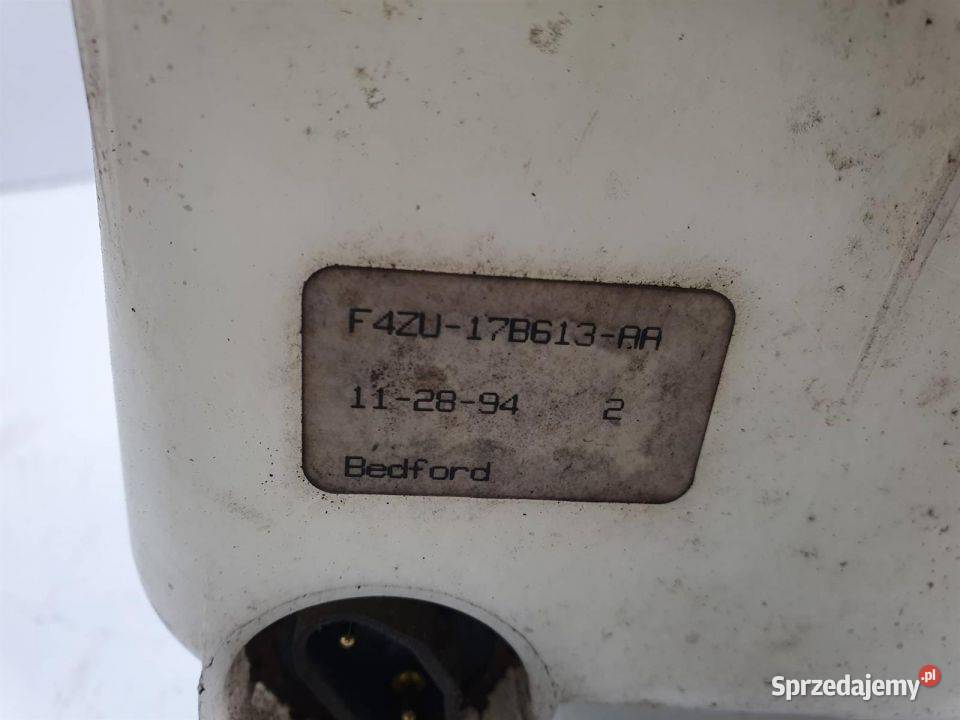 F4ZU-17B613-AA
11-28-94 2
Bedford
Sprzedajemy.pl